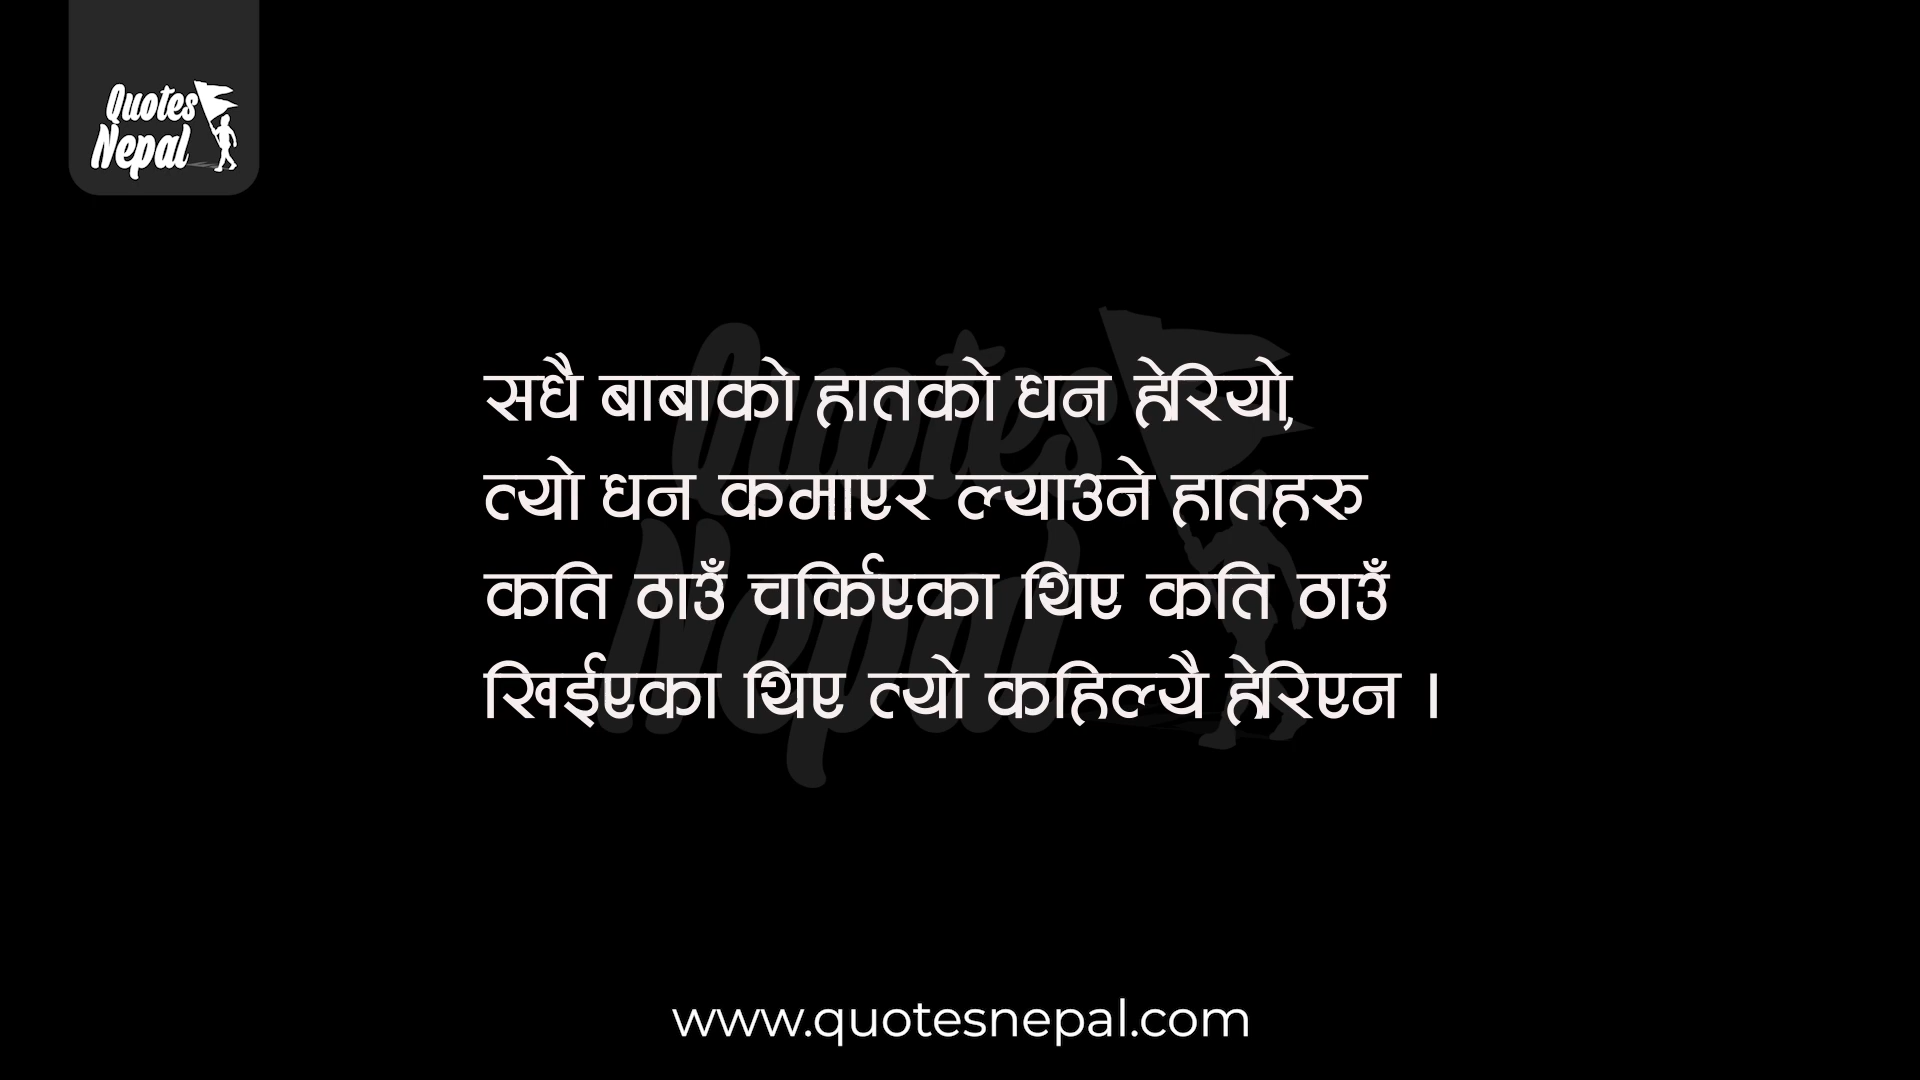 Quotes
Nepal
सधै बाबाको हातको धन हेरियो,
त्यो धन कमाएर ल्याउने हातहरु
कति ठाउँ चर्किएका थिए कति ठाउँ
खिईएका थिए त्यो कहिल्यै हेरिएन ।
www.quotesnepal.com